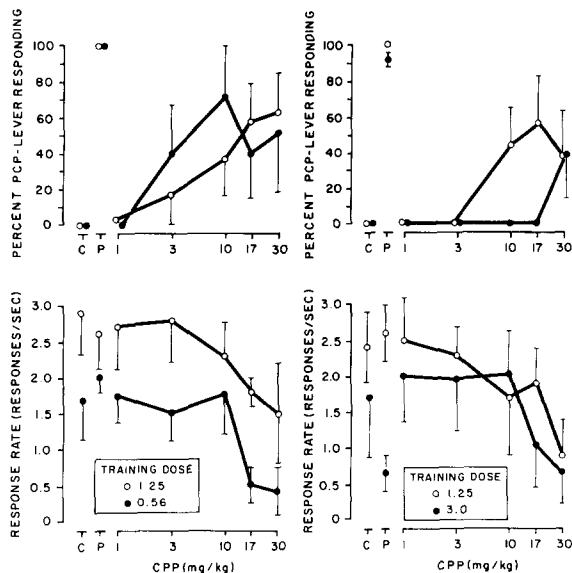 PERCENT PCP-LEVER RESPONDING
100
80
60
40
20
0
C P 1 3 10 17 30
PERCENT PCP-LEVER RESPONDING
100
80
60
40
20
0
C P 1 3 10 17 30
RESPONSE RATE (RESPONSES/SEC)
3.0
2.0
1.5
1.0
0.5
0
TRAINING DOSE
1.25
0.56
C P 1 3 10 17 30
CPP (mg/kg)
RESPONSE RATE (RESPONSES/SEC)
3.0
2.0
1.5
1.0
0.5
0
TRAINING DOSE
1.25
3.0
C P 1 3 10 17 30
CPP (mg/kg)